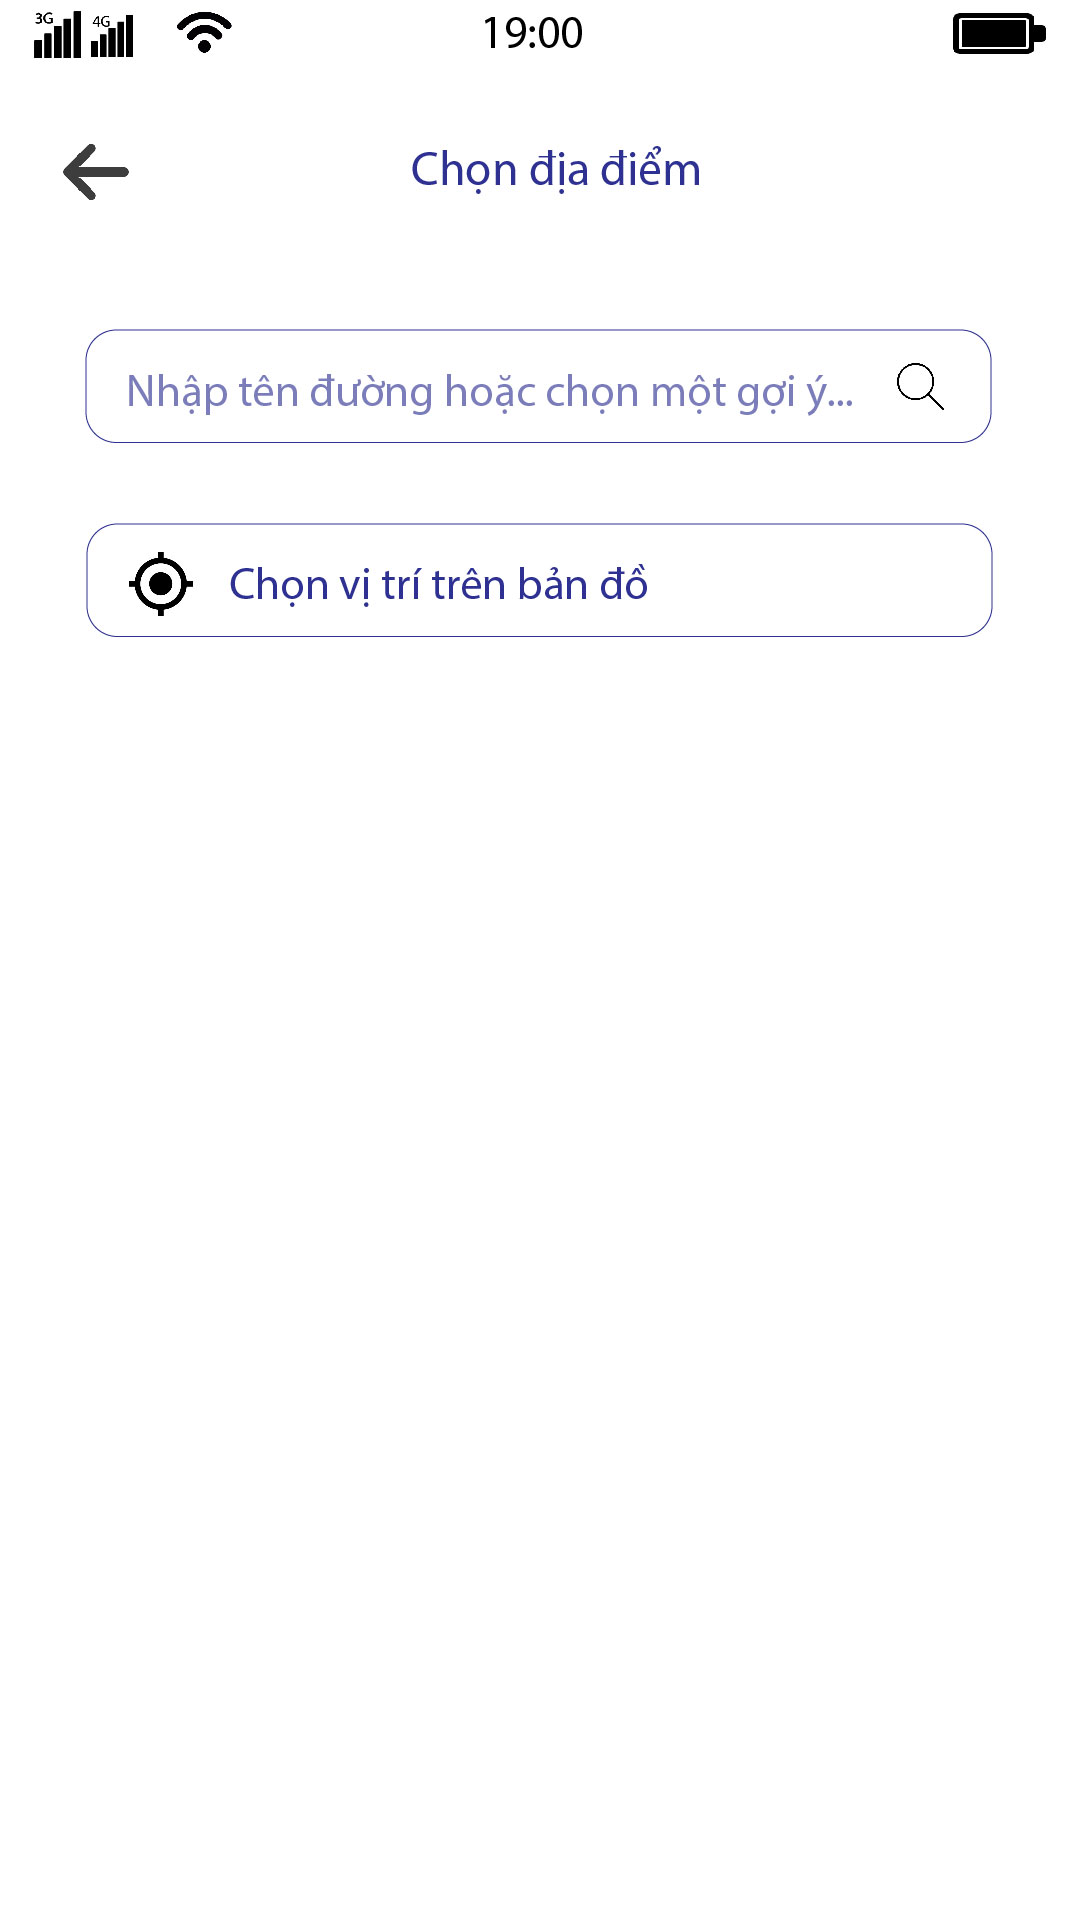 3G 4G 19:00
Chọn địa điểm
Nhập tên đường hoặc chọn một gợi ý...
Chọn vị trí trên bản đồ